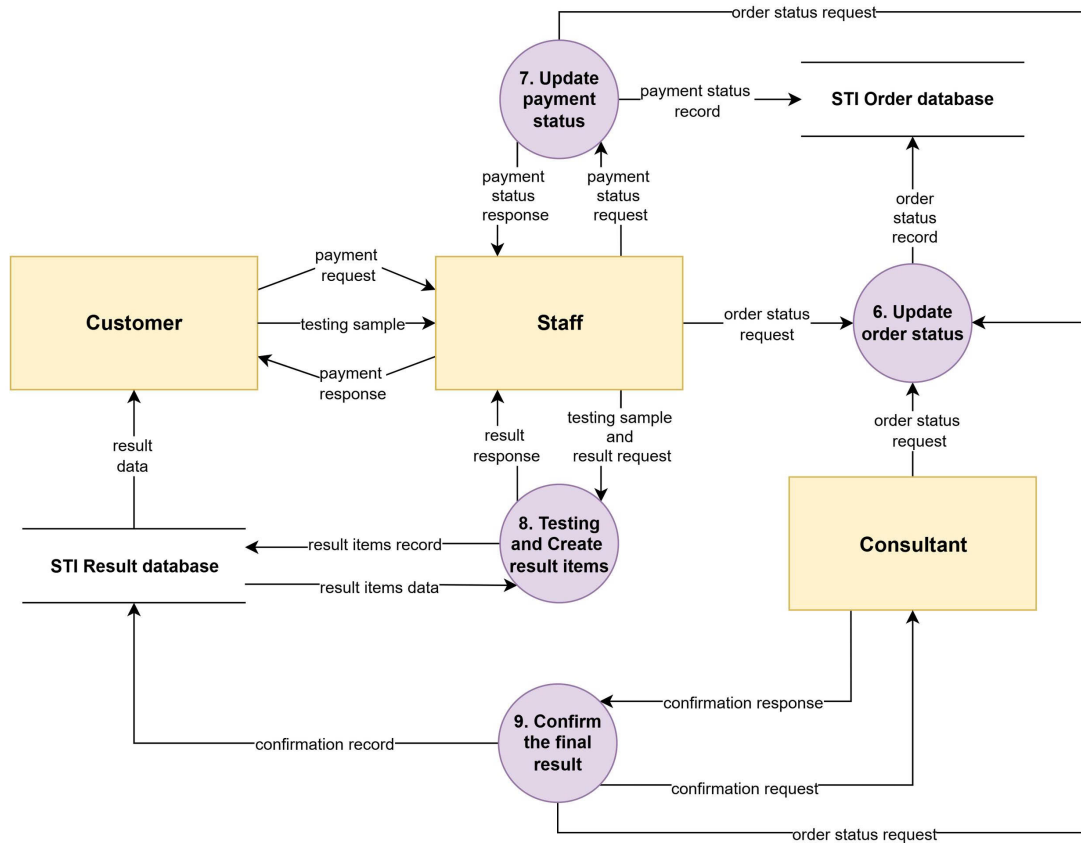 order status request
7. Update
payment
status
payment status
record
STI Order database
payment
status
response
payment
status
request
order
status
record
payment
request
Customer
testing sample
Staff
order status
request
6. Update
order status
payment
response
result
data
result
response
testing sample
and
result request
order status
request
STI Result database
result items record
8. Testing
and Create
result items
result items data
Consultant
confirmation response
9. Confirm
the final
result
confirmation record
confirmation request
order status request